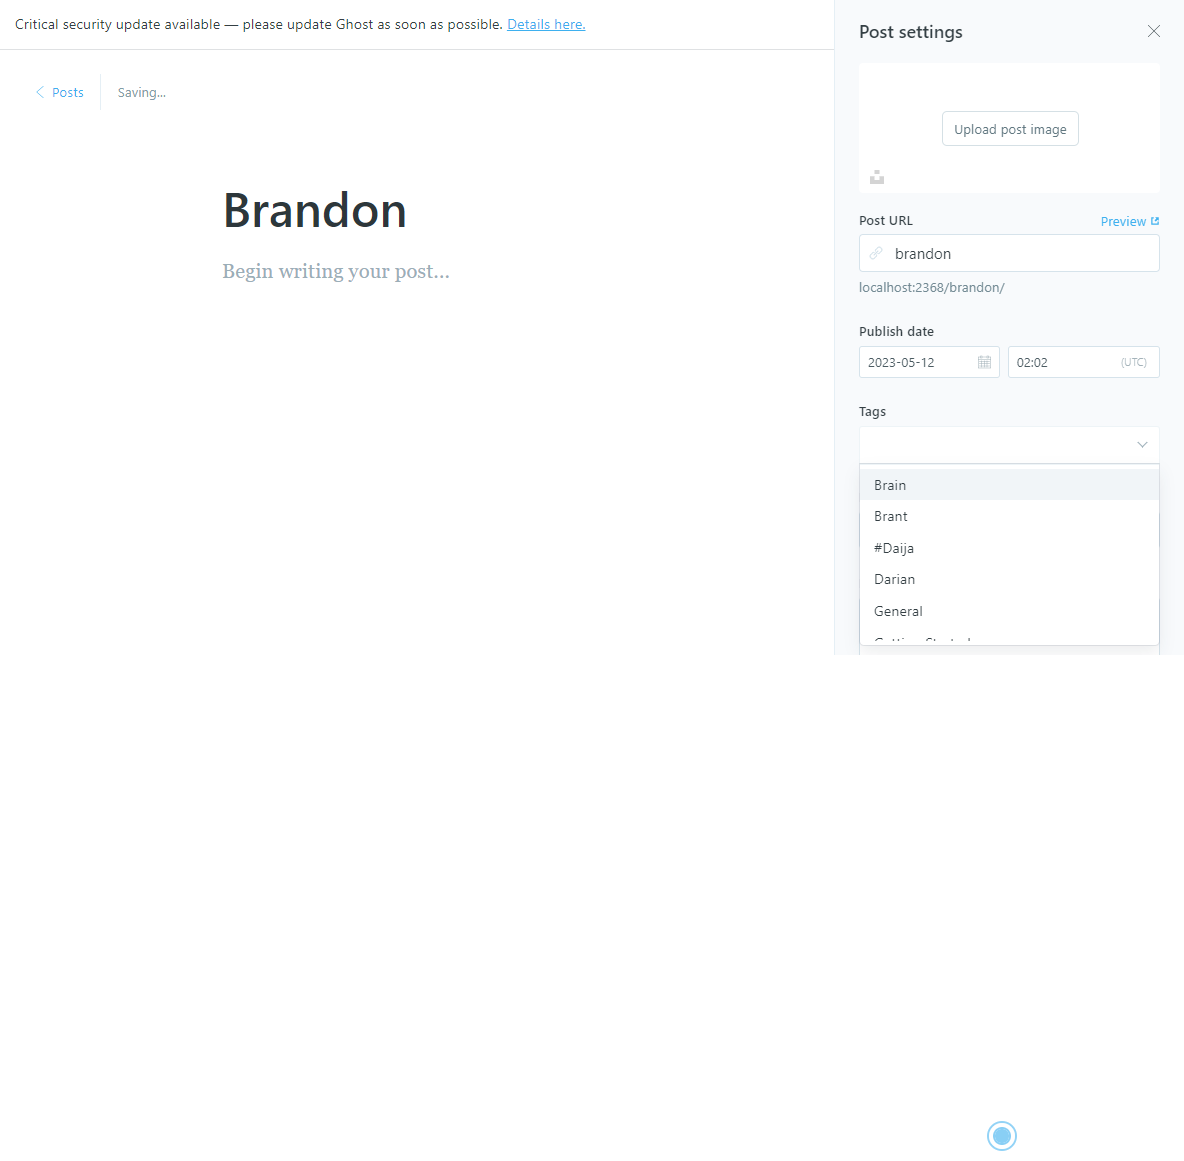 Critical security update available — please update Ghost as soon as possible. Details here.
Posts
Saving...
Brandon
Begin writing your post...
Post settings
Upload post image
Post URL
Preview
brandon
localhost:2368/brandon/
Publish date
2023-05-12
02:02
(UTC)
Tags
Brain
Brant
#Daija
Darian
General
Getting Started